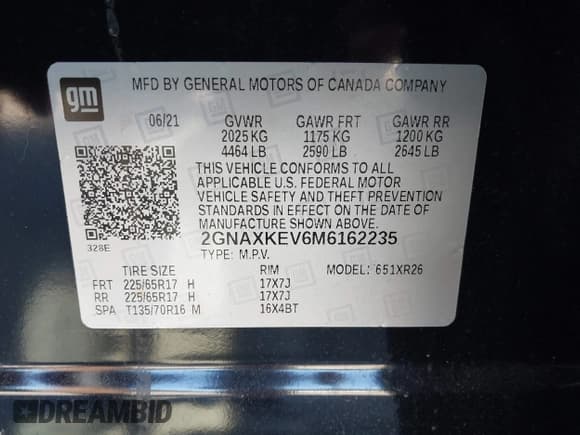 gm
MFD BY GENERAL MOTORS OF CANADA COMPANY
06/21 GVWR GAWR FRT GAWR RR
2025 KG 1175 KG 1200 KG
4464 LB 2590 LB 2645 LB
THIS VEHICLE CONFORMS TO ALL
APPLICABLE U.S. FEDERAL MOTOR
VEHICLE SAFETY AND THEFT PREVENTION
STANDARDS IN EFFECT ON THE DATE OF
MANUFACTURE SHOWN ABOVE.
328E
2GNAXKEV6M6162235
TYPE: M.P.V.
TIRE SIZE RIM MODEL: 651XR26
FRT 225/65R17 H 17X7J
RR 225/65R17 H 17X7J
SPA T135/70R16 M 16X4BT
DREAMBID